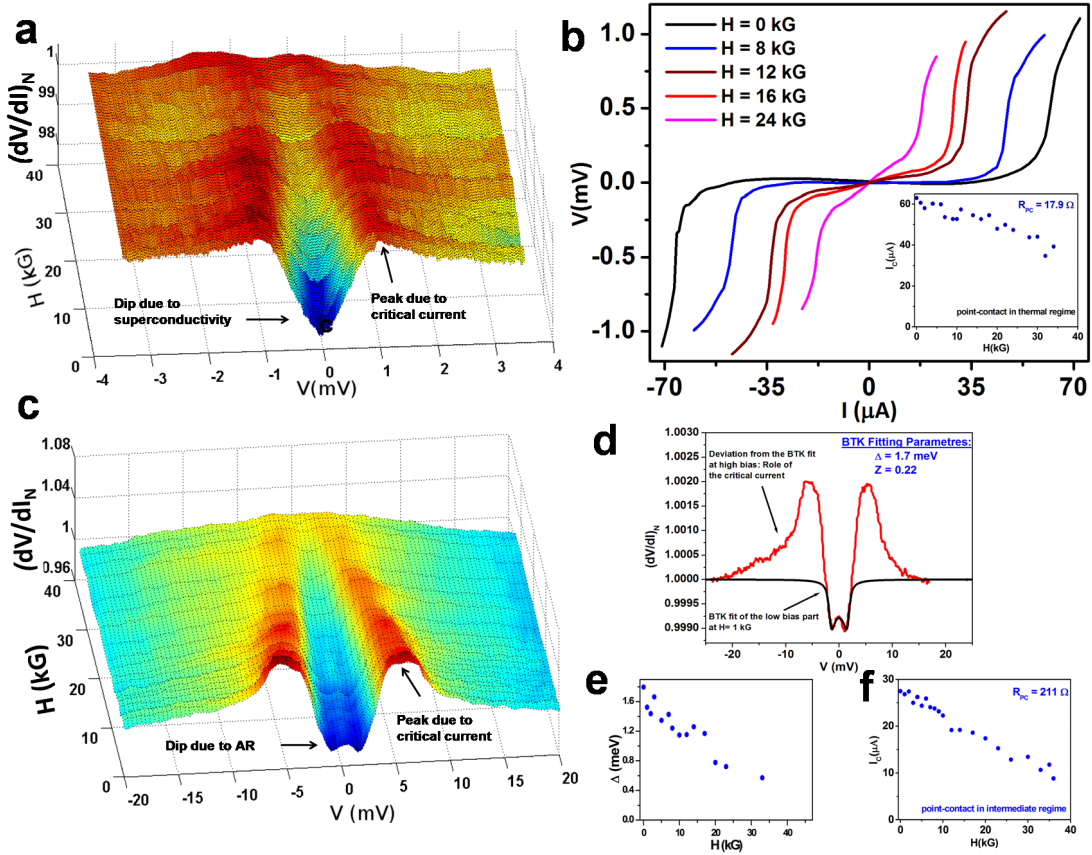 a
(dV/dI)N
1
99
98
40
30
20
10
0
H (KG)
Dip due to
superconductivity
C
Peak due to
critical current
-4
-3
-2
-1
0
1
2
3
4
V(mV)
b
H = 0 kG
H = 8 kG
H = 12 kG
H = 16 kG
H = 24 kG
V(mV)
1.0
0.5
0.0
-0.5
-1.0
-70
-35
0
35
70
I (μA)
RPC = 17.9 Ω
IC(μA)
60
40
20
0
point-contact in thermal regime
0
10
20
30
40
H(kG)
c
(dV/dI)N
1.08
1.04
1
0.96
40
30
20
10
0
H (kG)
Dip due to AR
Peak due to
critical current
-20
-15
-10
-5
0
5
10
15
20
V (mV)
d
BTK Fitting Parametres:
Δ = 1.7 meV
Z = 0.22
Deviation from the BTK fit
at high bias: Role of
the critical current
BTK fit of the low bias part
at H= 1 kG
(dV/dI)N
1.0030
1.0025
1.0020
1.0010
1.0005
1.0000
0.9995
0.9990
-20
-10
0
10
20
V (mV)
e
Δ (meV)
1.6
1.2
0.8
0.4
0.0
0
10
20
30
40
H(kG)
f
RPC = 211 Ω
IC(μA)
30
20
10
0
point-contact in intermediate regime
0
10
20
30
40
H(kG)